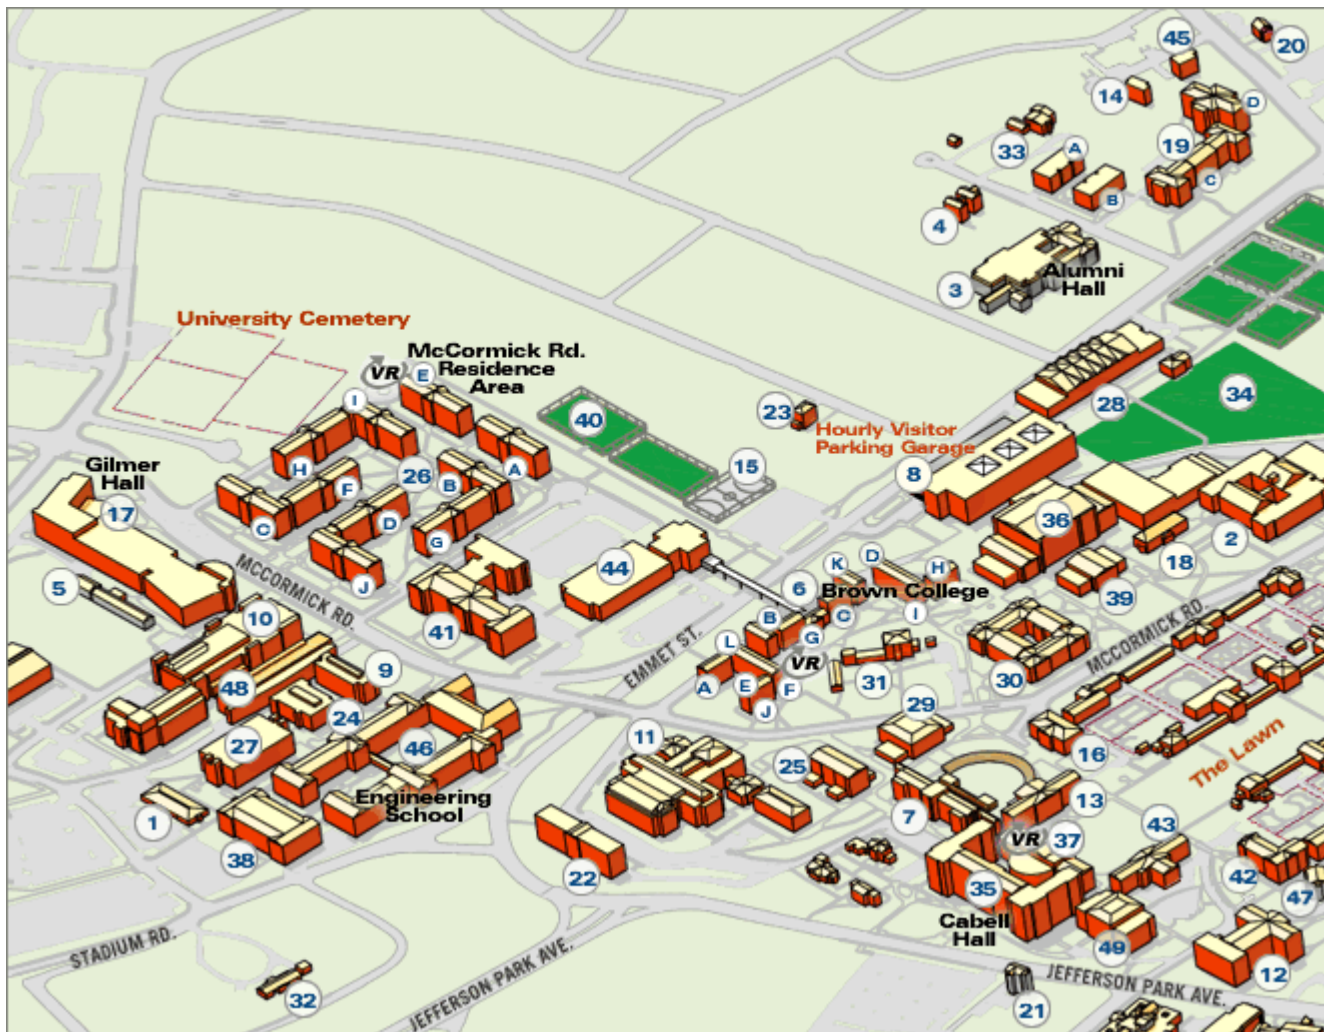 45
20
14
D
33
A
19
C
B
4
Alumni
Hall
3
University Cemetery
McCormick Rd.
Residence
Area
VR
E
I
34
28
40
23
Hourly Visitor
Parking Garage
8
Gilmer
Hall
17
H
26
A
B
F
15
C
D
G
36
2
18
MCCORMICK RD.
J
44
K
D
H
5
6
Brown College
39
10
41
B
C
I
G
EMMET ST.
L
VR
MCCORMICK RD.
9
48
A
E
F
31
30
J
24
29
27
46
11
25
16
The Lawn
Engineering
School
1
7
13
43
38
VR
37
22
35
42
47
Cabell
Hall
49
STADIUM RD.
JEFFERSON PARK AVE.
32
21
JEFFERSON PARK AVE.
12